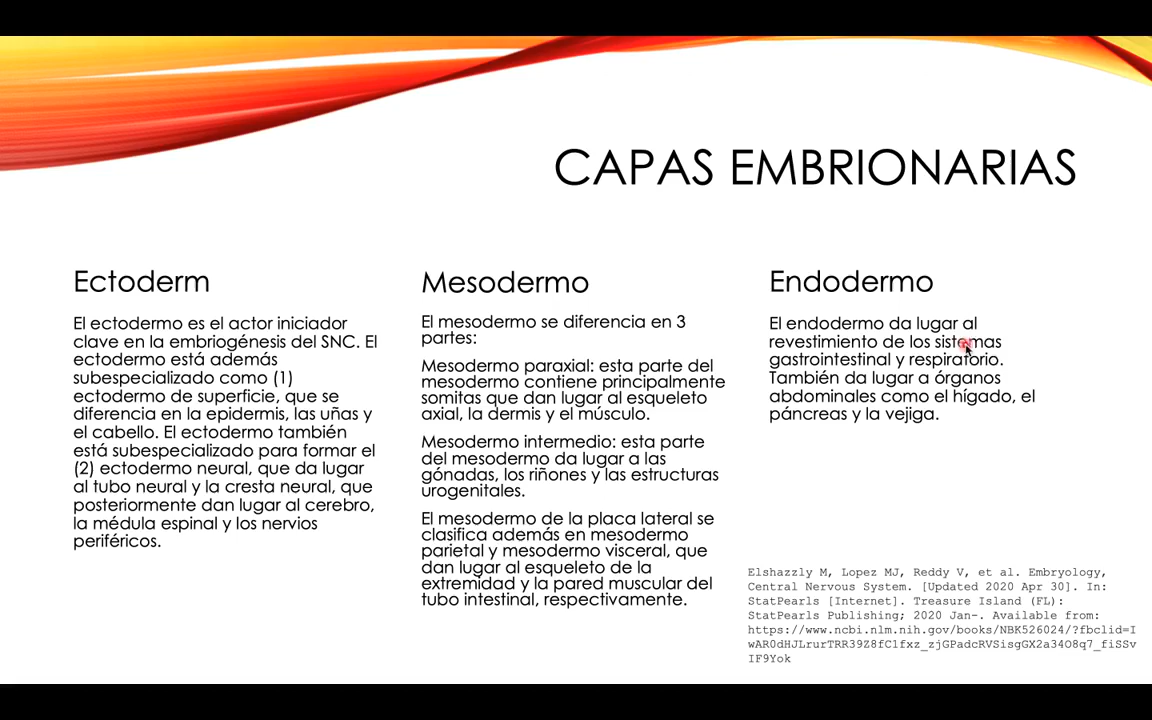 CAPAS EMBRIONARIAS
Ectoderm
El ectodermo es el actor iniciador
clave en la embriogénesis del SNC. El
ectodermo está además
subespecializado como (1)
ectodermo de superficie, que se
diferencia en la epidermis, las uñas y
el cabello. El ectodermo también
está subespecializado para formar el
(2) ectodermo neural, que da lugar
al tubo neural y la cresta neural, que
posteriormente dan lugar al cerebro,
la médula espinal y los nervios
periféricos.
Mesodermo
El mesodermo se diferencia en 3
partes:
Mesodermo paraxial: esta parte del
mesodermo contiene principalmente
somitas que dan lugar al esqueleto
axial, la dermis y el músculo.
Mesodermo intermedio: esta parte
del mesodermo da lugar a las
gónadas, los riñones y las estructuras
urogenitales.
El mesodermo de la placa lateral se
clasifica además en mesodermo
parietal y mesodermo visceral, que
dan lugar al esqueleto de la
extremidad y la pared muscular del
tubo intestinal, respectivamente.
Endodermo
El endodermo da lugar al
revestimiento de los sistemas
gastrointestinal y respiratorio.
También da lugar a órganos
abdominales como el hígado, el
páncreas y la vejiga.
Elshazzly M, Lopez MJ, Reddy V, et al. Embryology,
Central Nervous System. [Updated 2020 Apr 30]. In:
StatPearls [Internet]. Treasure Island (FL):
StatPearls Publishing; 2020 Jan-. Available from:
https://www.ncbi.nlm.nih.gov/books/NBK526024/?fbclid=I
wAR0dHJLrurTRR39Z8fC1fxz_zjGPadcRVSisgGX2a34O8q7_fiSSv
IF9Yok